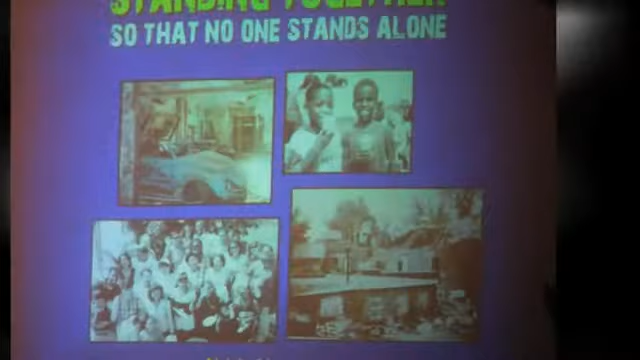 STANDING TOGETHER
SO THAT NO ONE STANDS ALONE